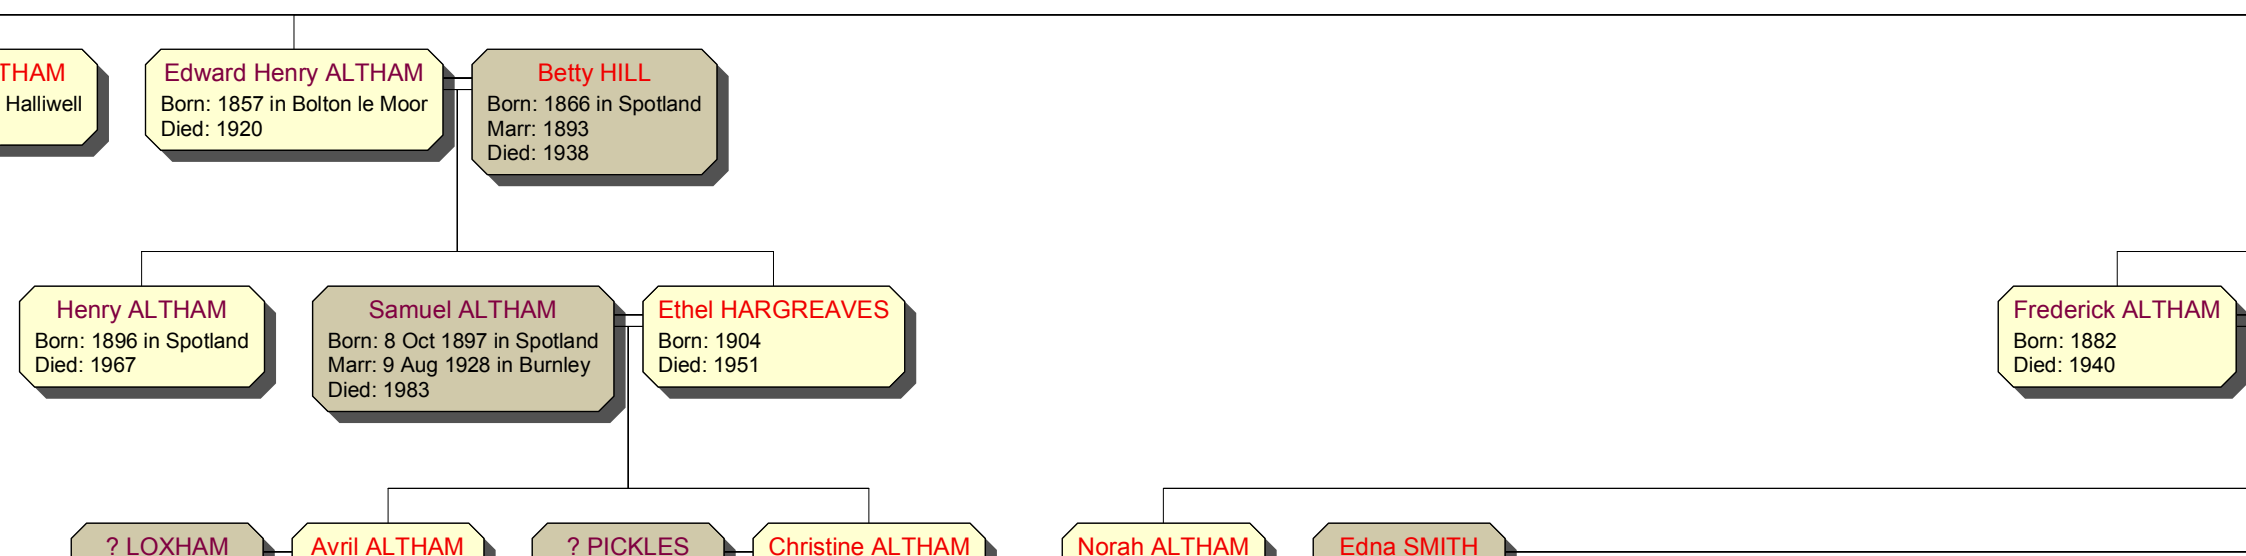 THAM
Halliwell
Edward Henry ALTHAM
Born: 1857 in Bolton le Moor
Died: 1920
Betty HILL
Born: 1866 in Spotland
Marr: 1893
Died: 1938
Henry ALTHAM
Born: 1896 in Spotland
Died: 1967
Samuel ALTHAM
Born: 8 Oct 1897 in Spotland
Marr: 9 Aug 1928 in Burnley
Died: 1983
Ethel HARGREAVES
Born: 1904
Died: 1951
Frederick ALTHAM
Born: 1882
Died: 1940
? LOXHAM
Avril ALTHAM
? PICKLES
Christine ALTHAM
Norah ALTHAM
Edna SMITH